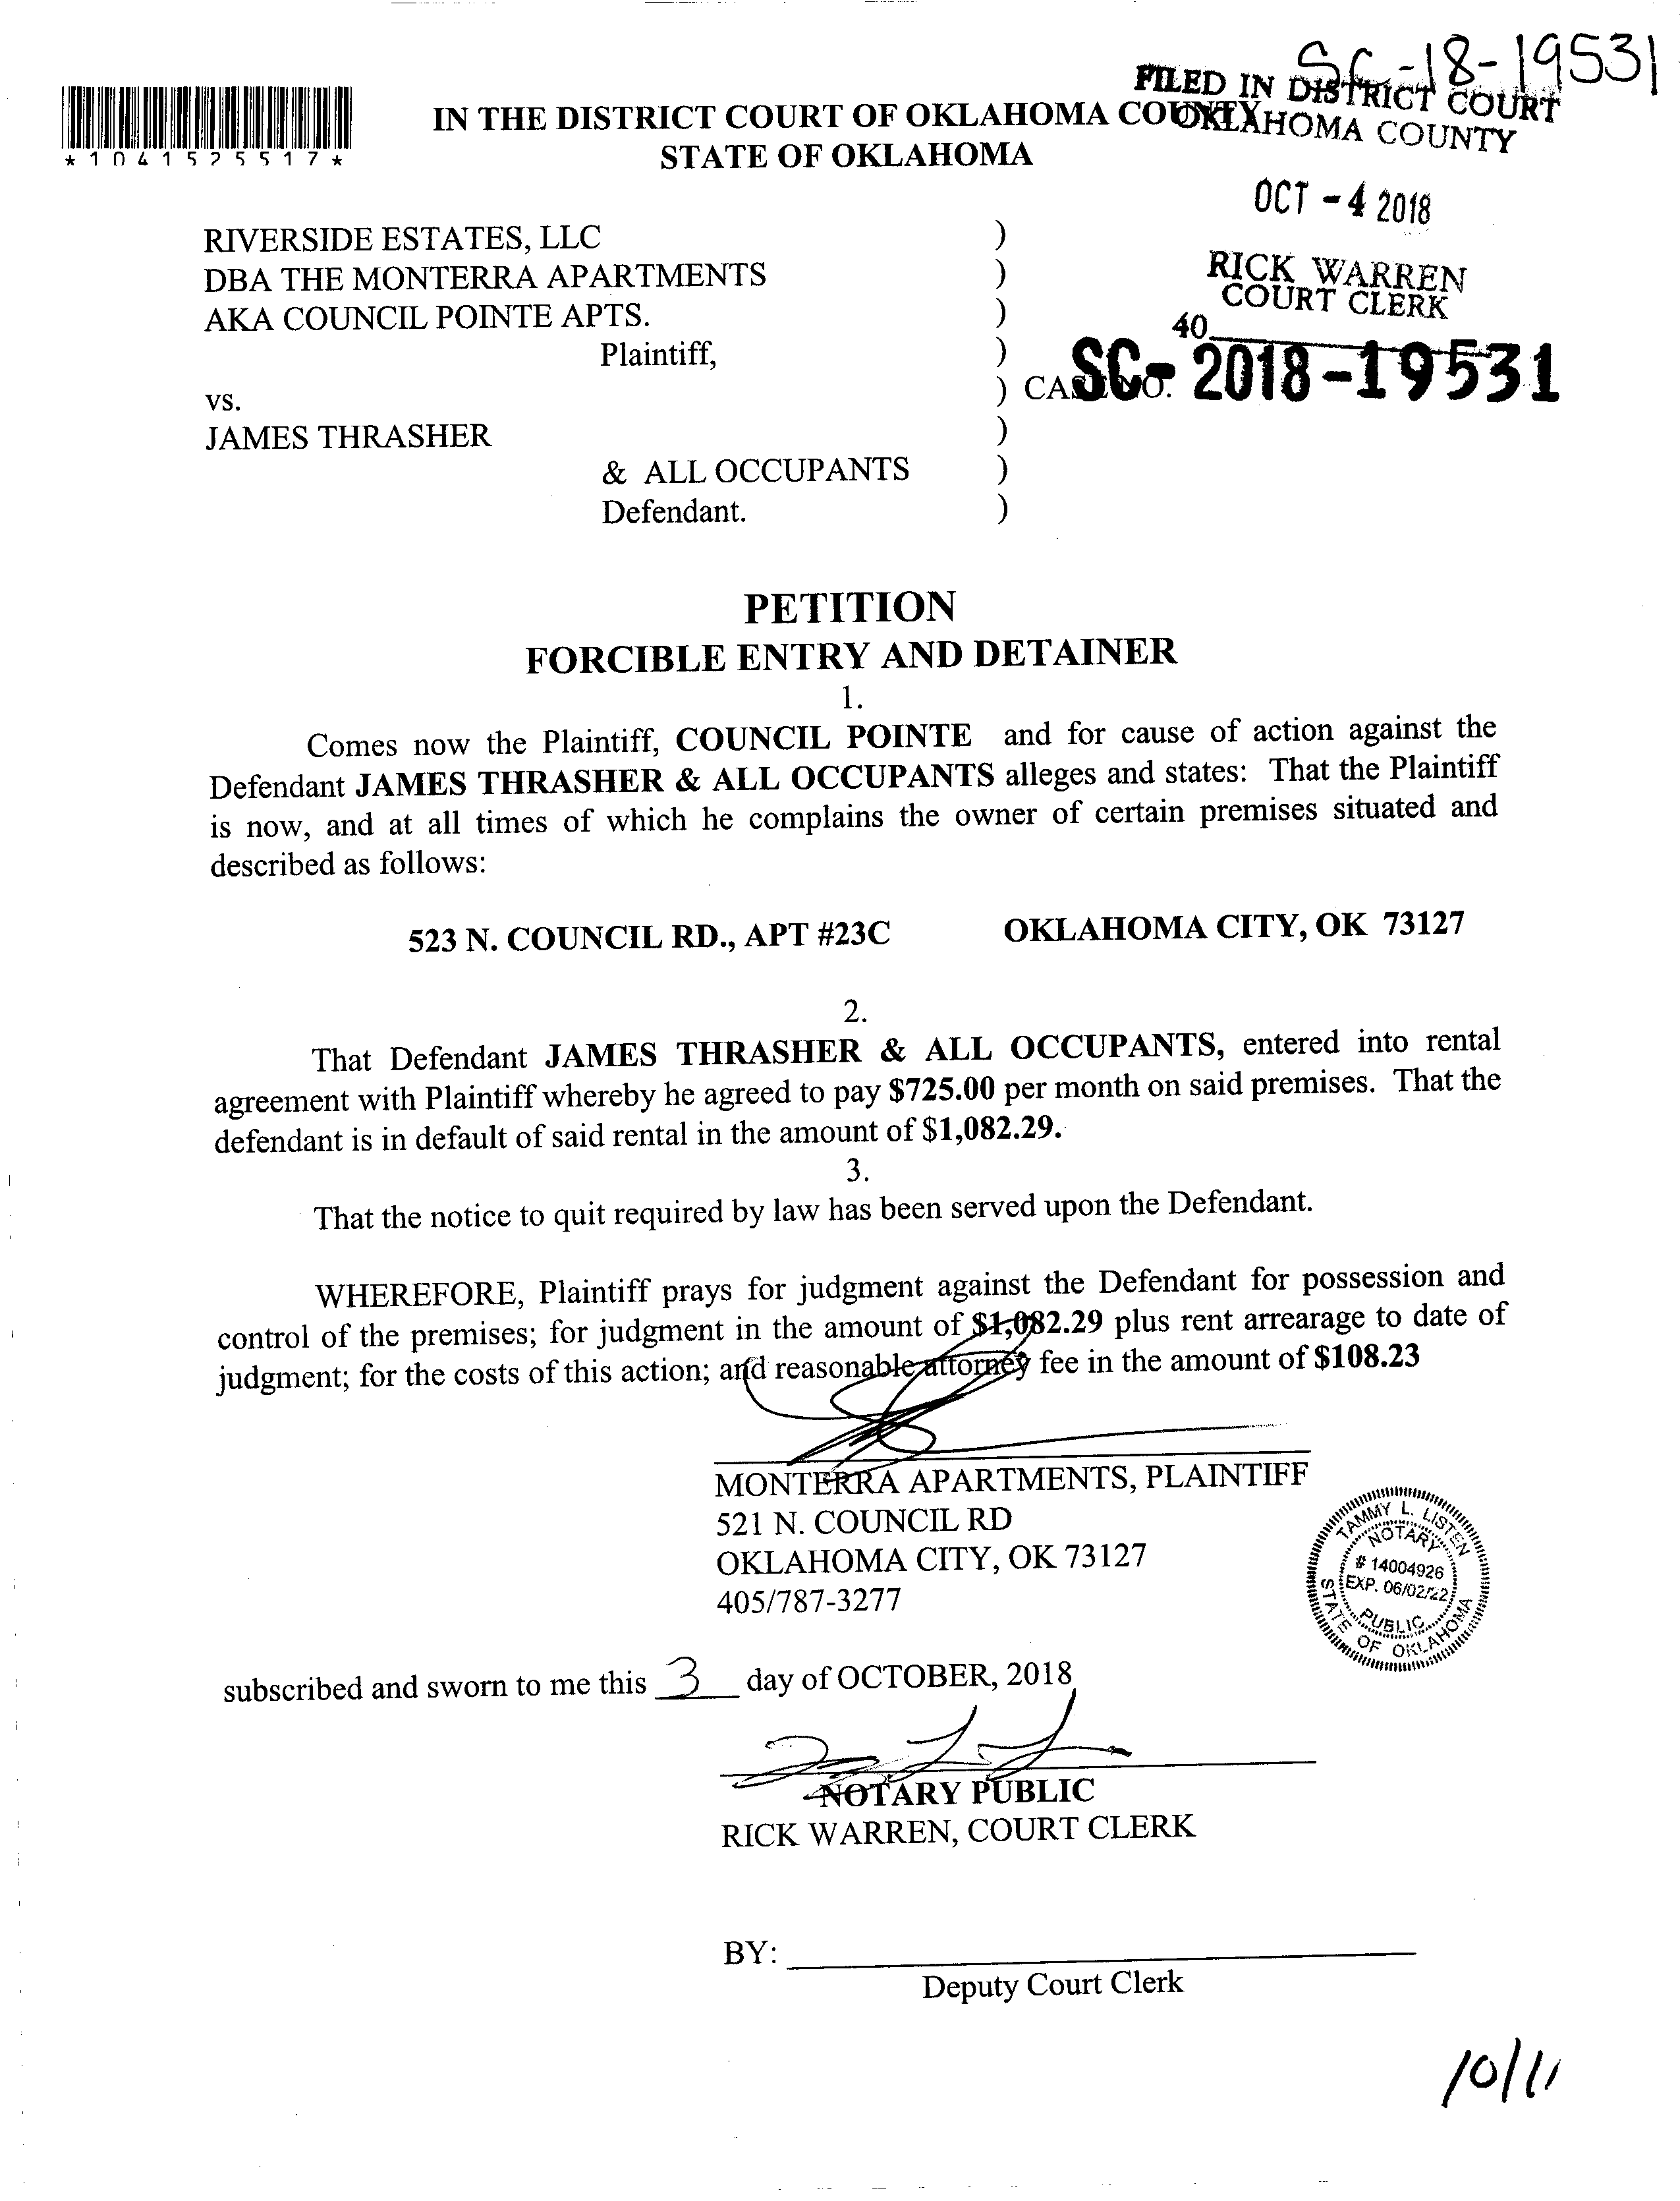 SC-18-19531
FILED IN DISTRICT COURT
OKLAHOMA COUNTY
*1041525517*
IN THE DISTRICT COURT OF OKLAHOMA COUNTY
STATE OF OKLAHOMA
OCT -4 2018
RICK WARREN
COURT CLERK
40
RIVERSIDE ESTATES, LLC )
DBA THE MONTERRA APARTMENTS )
AKA COUNCIL POINTE APTS. )
Plaintiff, )
vs. ) CASE NO. SC-2018-19531
JAMES THRASHER )
& ALL OCCUPANTS )
Defendant. )
PETITION
FORCIBLE ENTRY AND DETAINER
1.
Comes now the Plaintiff, COUNCIL POINTE and for cause of action against the
Defendant JAMES THRASHER & ALL OCCUPANTS alleges and states: That the Plaintiff
is now, and at all times of which he complains the owner of certain premises situated and
described as follows:
523 N. COUNCIL RD., APT #23C OKLAHOMA CITY, OK 73127
2.
That Defendant JAMES THRASHER & ALL OCCUPANTS, entered into rental
agreement with Plaintiff whereby he agreed to pay $725.00 per month on said premises. That the
defendant is in default of said rental in the amount of $1,082.29.
3.
That the notice to quit required by law has been served upon the Defendant.
WHEREFORE, Plaintiff prays for judgment against the Defendant for possession and
control of the premises; for judgment in the amount of $1,082.29 plus rent arrearage to date of
judgment; for the costs of this action; and reasonable attorney fee in the amount of $108.23
MONTERRA APARTMENTS, PLAINTIFF
521 N. COUNCIL RD
OKLAHOMA CITY, OK 73127
405/787-3277
TAMMY L. LISTEN
NOTARY
# 14004926
EXP. 06/02/22
PUBLIC
STATE OF OKLAHOMA
subscribed and sworn to me this 3 day of OCTOBER, 2018
NOTARY PUBLIC
RICK WARREN, COURT CLERK
BY:
Deputy Court Clerk
10/11